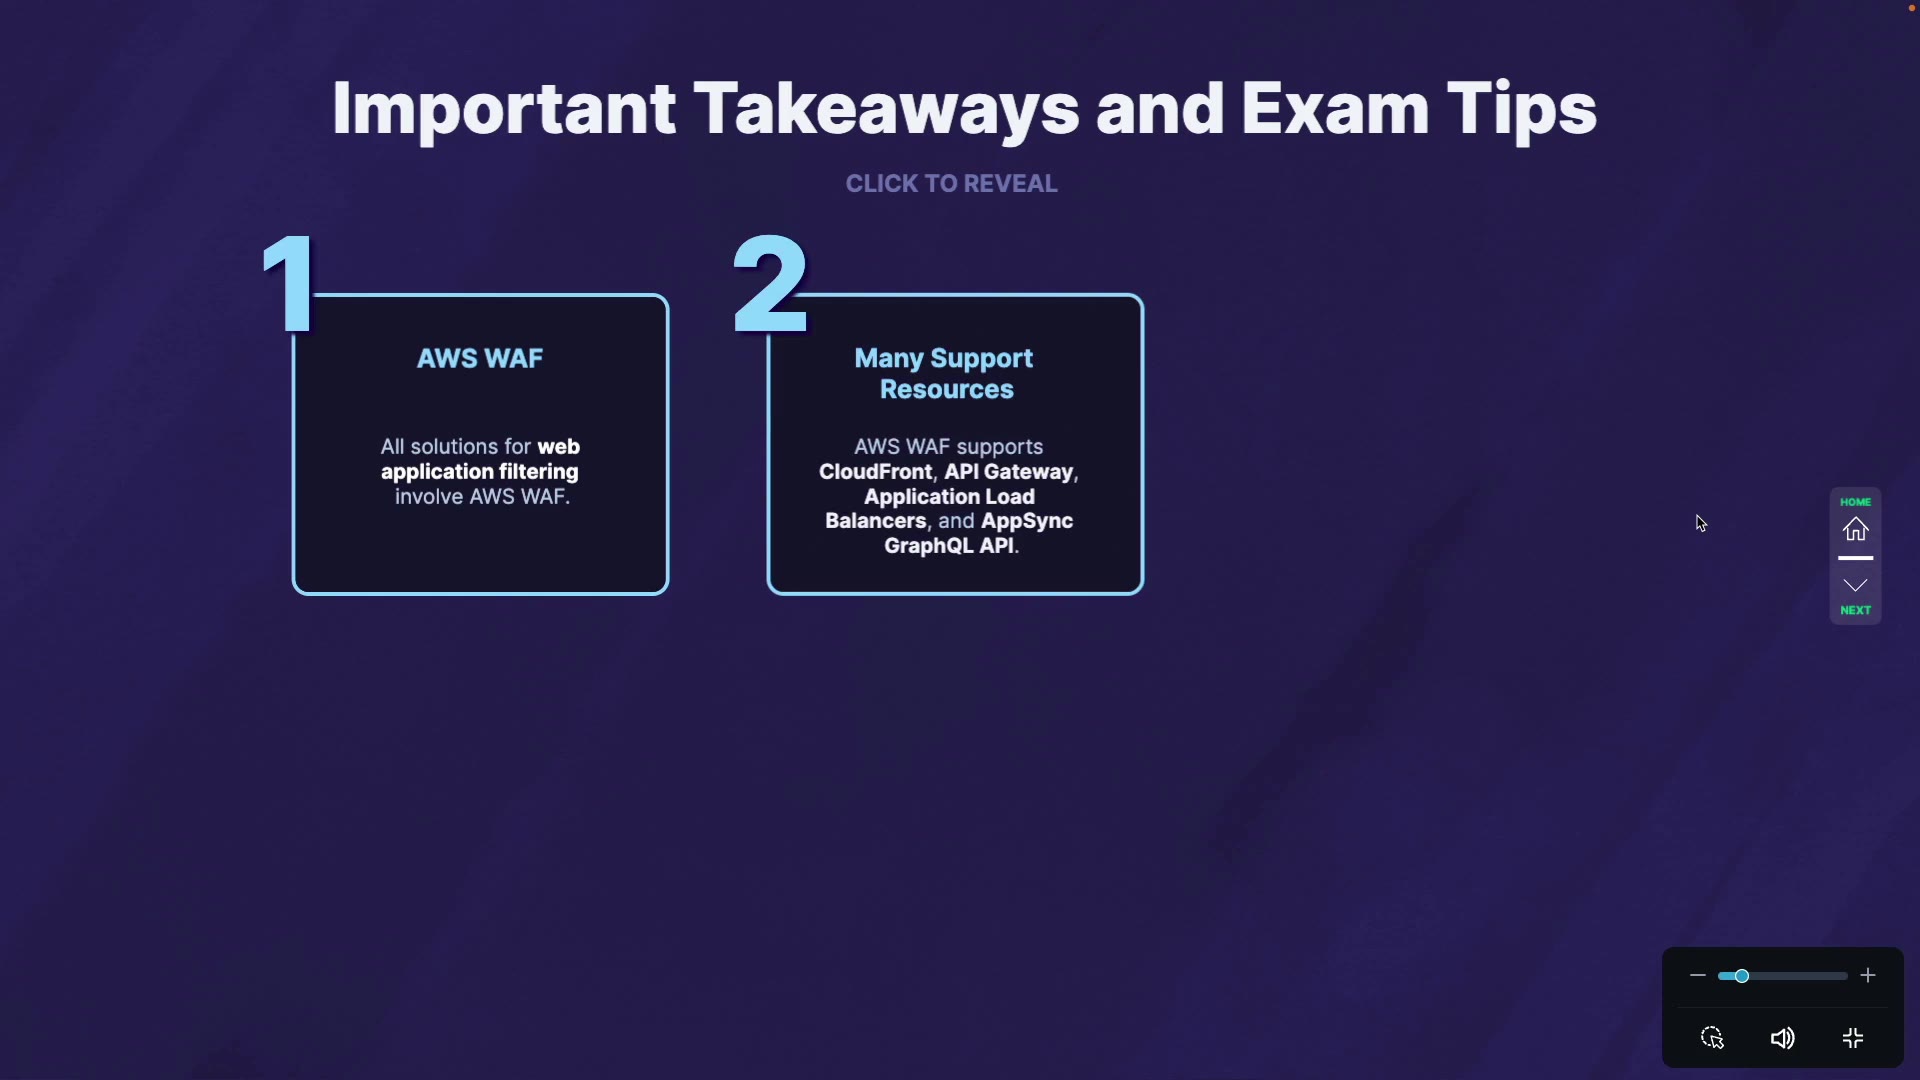 Important Takeaways and Exam Tips
CLICK TO REVEAL
1
AWS WAF
All solutions for web
application filtering
involve AWS WAF.
2
Many Support
Resources
AWS WAF supports
CloudFront, API Gateway,
Application Load
Balancers, and AppSync
GraphQL API.
HOME
NEXT